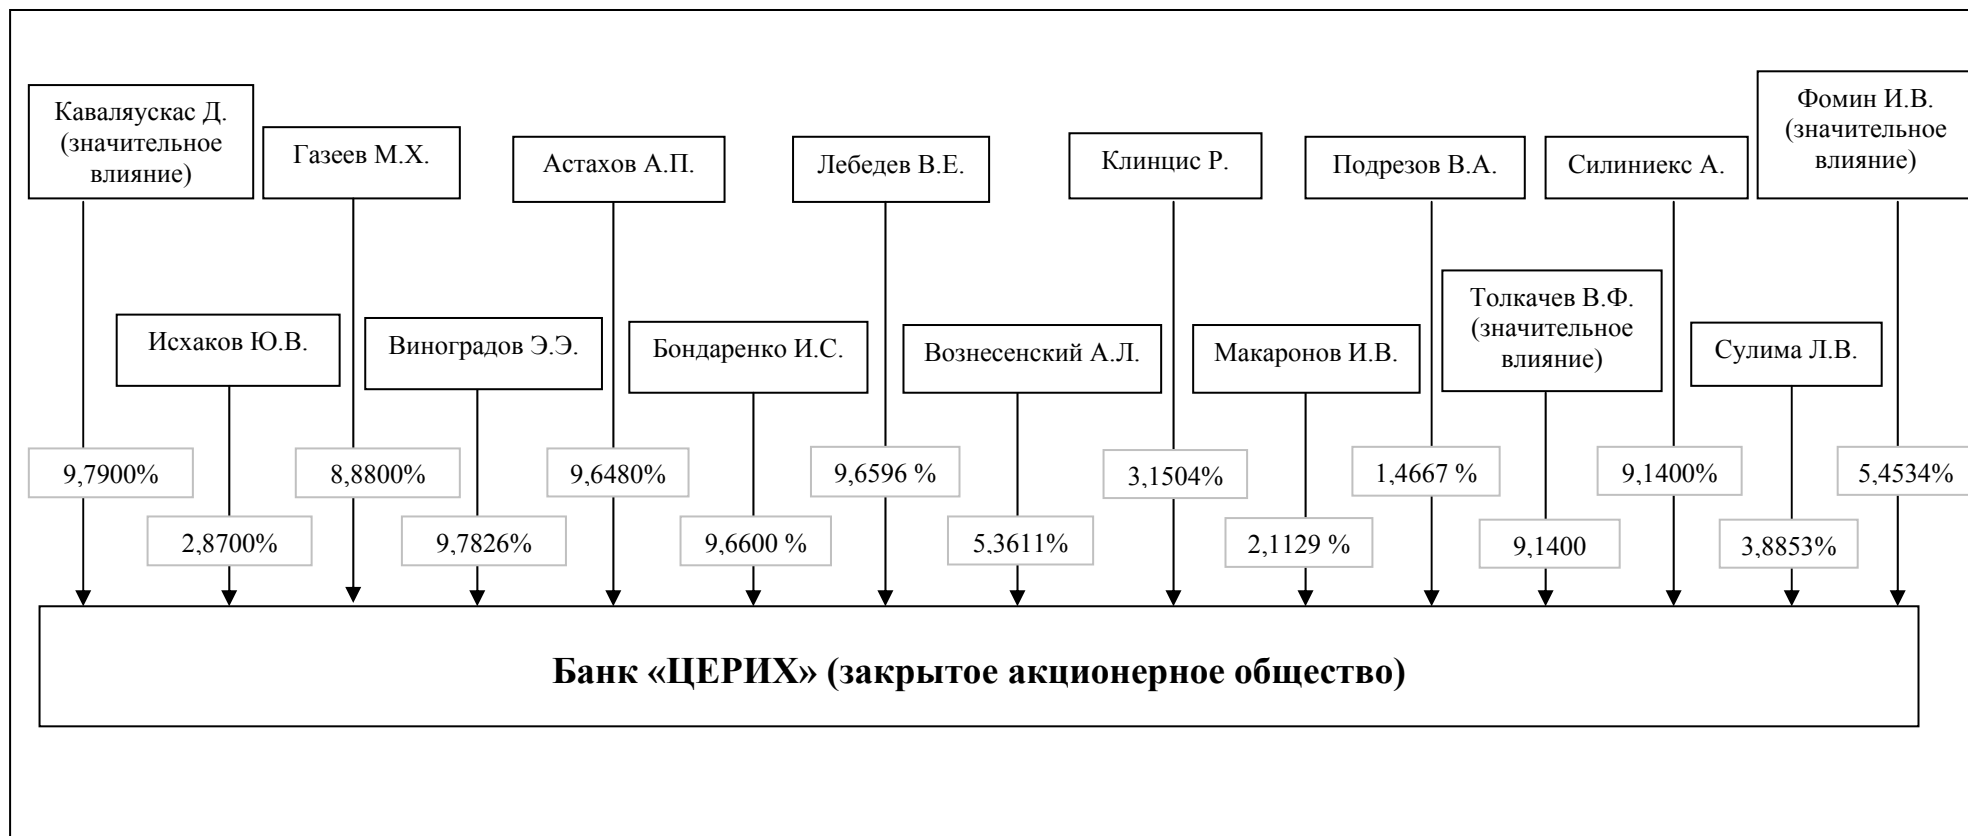 Каваляускас Д.
(значительное
влияние)
Газеев М.Х.
Астахов А.П.
Лебедев В.Е.
Клинцис Р.
Подрезов В.А.
Силиниекс А.
Фомин И.В.
(значительное
влияние)
Исхаков Ю.В.
Виноградов Э.Э.
Бондаренко И.С.
Вознесенский А.Л.
Макаронов И.В.
Толкачев В.Ф.
(значительное
влияние)
Сулима Л.В.
9,7900%
8,8800%
9,6480%
9,6596 %
3,1504%
1,4667 %
9,1400%
5,4534%
2,8700%
9,7826%
9,6600 %
5,3611%
2,1129 %
9,1400
3,8853%
Банк «ЦЕРИХ» (закрытое акционерное общество)